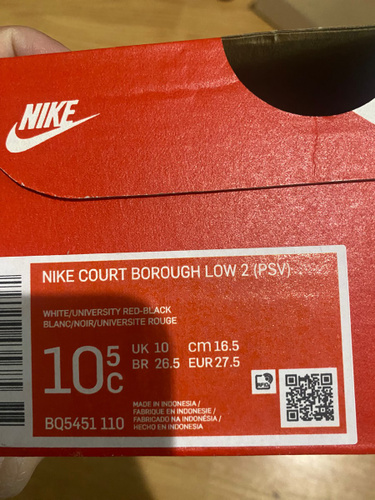 NIKE
NIKE COURT BOROUGH LOW 2 (PSV)
WHITE/UNIVERSITY RED-BLACK
BLANC/NOIR/UNIVERSITE ROUGE
10 5 C
UK 10 CM 16.5
BR 26.5 EUR 27.5
BQ5451 110
MADE IN INDONESIA /
FABRIQUE EN INDONESIE /
FABRICADO NA INDONÉSIA /
HECHO EN INDONESIA